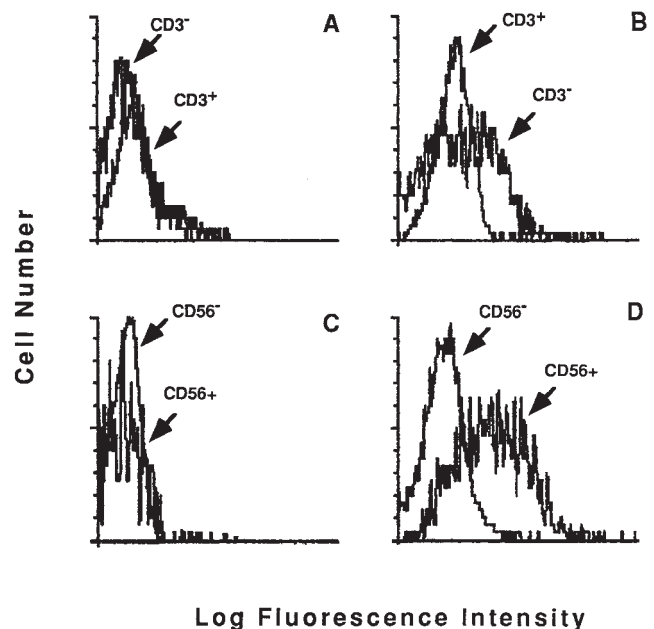 A
CD3-
CD3+
B
CD3+
CD3-
Cell Number
C
CD56-
CD56+
D
CD56-
CD56+
Log Fluorescence Intensity